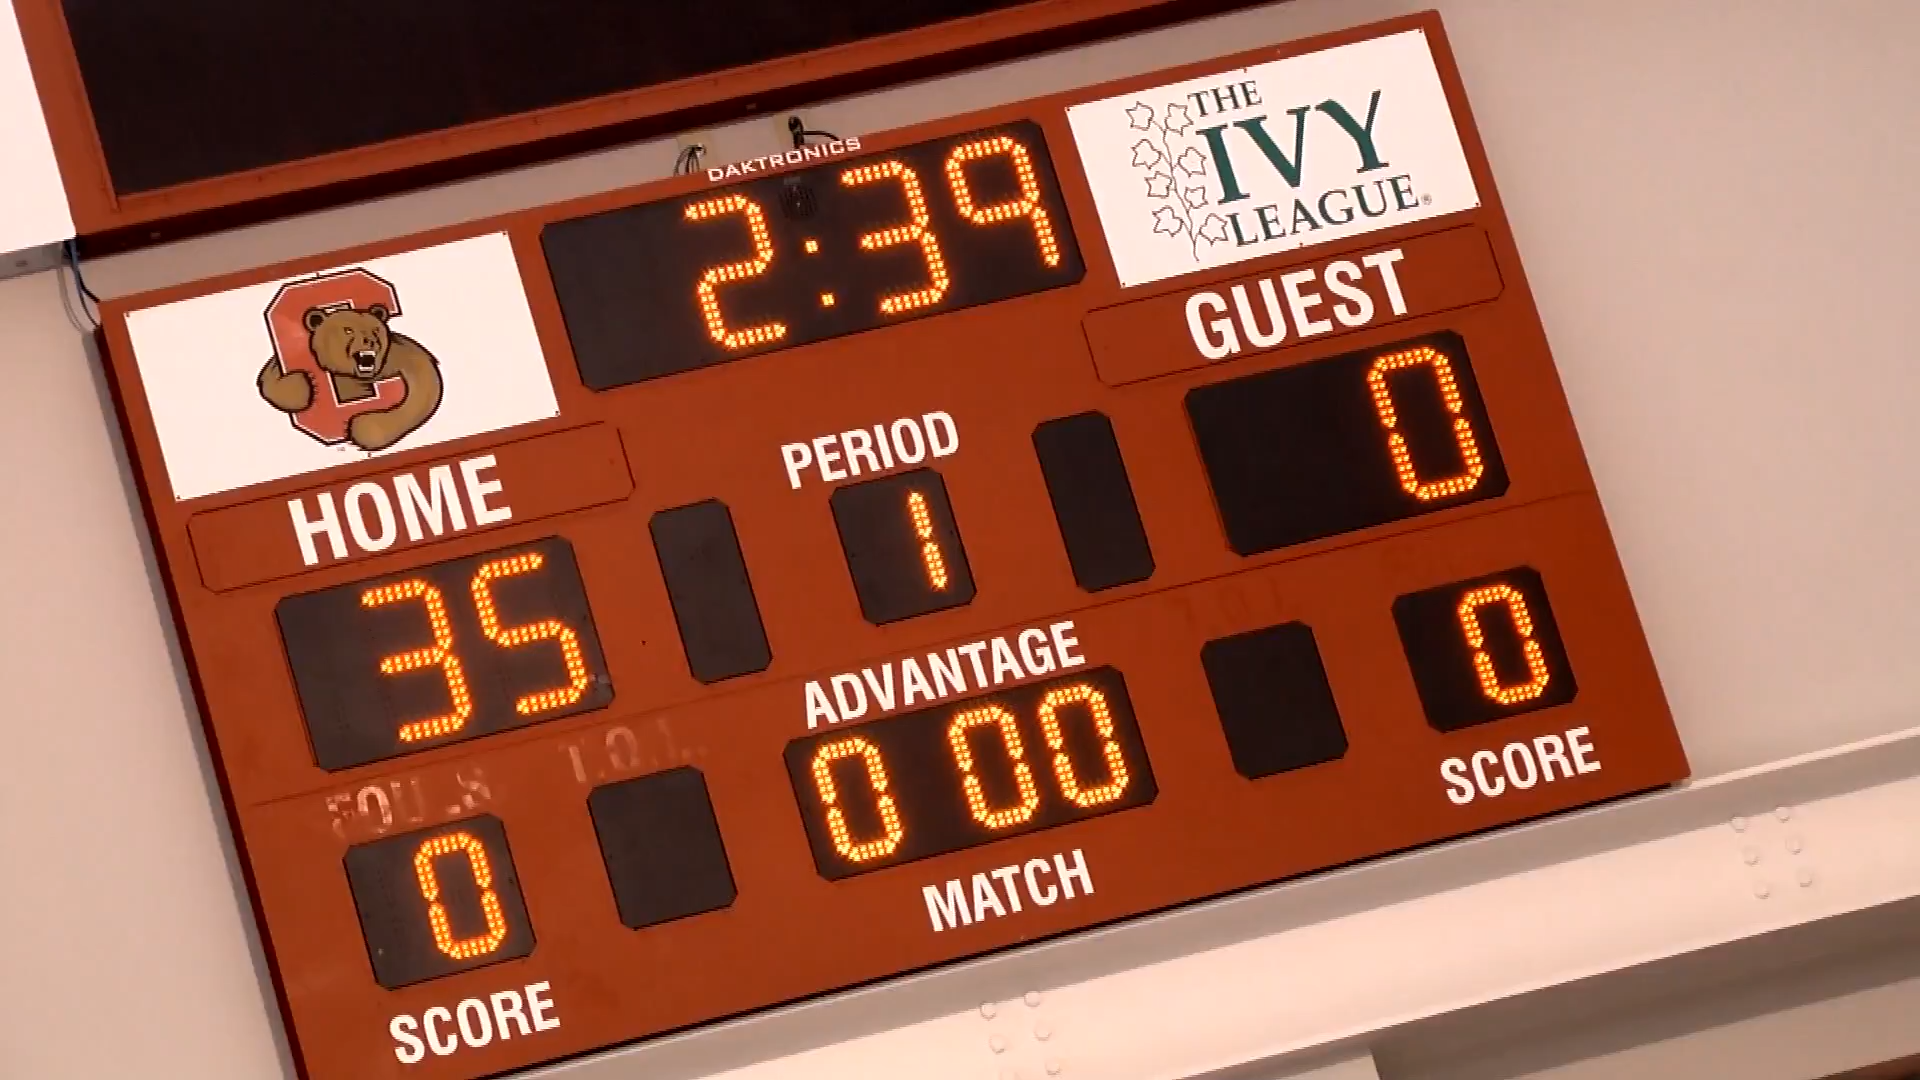 DAKTRONICS
2:39
THE
IVY
LEAGUE®
C
HOME
GUEST
PERIOD
35
1
0
ADVANTAGE
FOULS
T.O.L.
T.O.L
0
0 00
0
SCORE
MATCH
SCORE